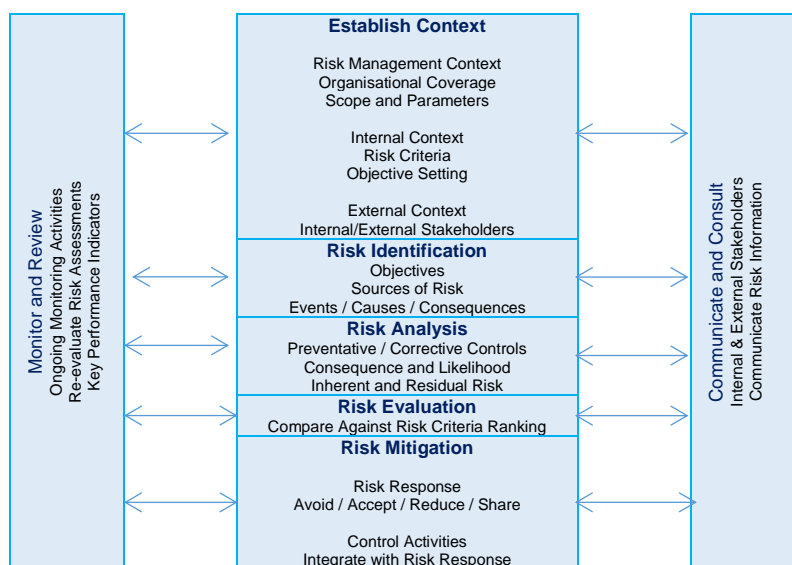 Monitor and Review
Ongoing Monitoring Activities
Re-evaluate Risk Assessments
Key Performance Indicators
Establish Context
Risk Management Context
Organisational Coverage
Scope and Parameters
Internal Context
Risk Criteria
Objective Setting
External Context
Internal/External Stakeholders
Risk Identification
Objectives
Sources of Risk
Events / Causes / Consequences
Risk Analysis
Preventative / Corrective Controls
Consequence and Likelihood
Inherent and Residual Risk
Risk Evaluation
Compare Against Risk Criteria Ranking
Risk Mitigation
Risk Response
Avoid / Accept / Reduce / Share
Control Activities
Integrate with Risk Response
Communicate and Consult
Internal & External Stakeholders
Communicate Risk Information